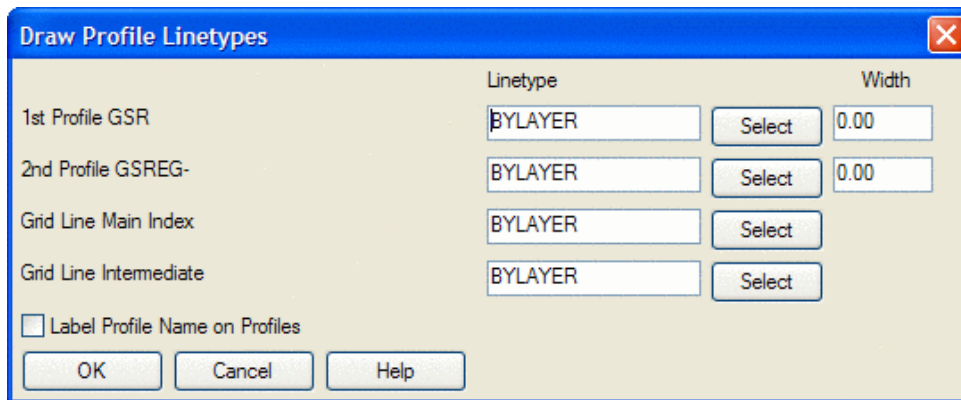 Draw Profile Linetypes
Linetype Width
1st Profile GSR BYLAYER Select 0.00
2nd Profile GSREG- BYLAYER Select 0.00
Grid Line Main Index BYLAYER Select
Grid Line Intermediate BYLAYER Select
Label Profile Name on Profiles
OK Cancel Help